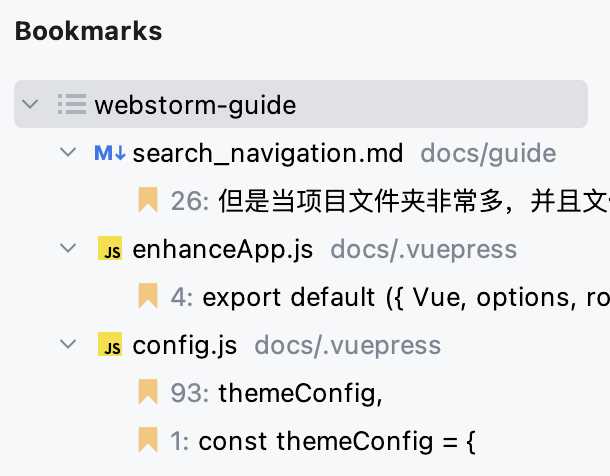 Bookmarks
webstorm-guide
M↓ search_navigation.md docs/guide
26: 但是当项目文件夹非常多，并且文
JS enhanceApp.js docs/.vuepress
4: export default ({ Vue, options, ro
JS config.js docs/.vuepress
93: themeConfig,
1: const themeConfig = {